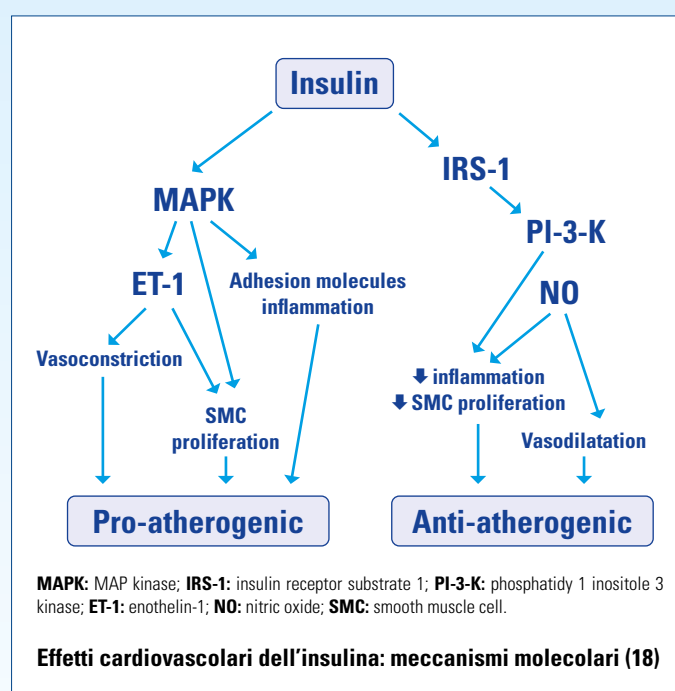 Insulin
IRS-1
MAPK
PI-3-K
ET-1
Adhesion molecules
inflammation
NO
Vasoconstriction
🡇 inflammation
🡇 SMC proliferation
SMC
proliferation
Vasodilatation
Pro-atherogenic
Anti-atherogenic
MAPK: MAP kinase; IRS-1: insulin receptor substrate 1; PI-3-K: phosphatidy 1 inositole 3
kinase; ET-1: enothelin-1; NO: nitric oxide; SMC: smooth muscle cell.
Effetti cardiovascolari dell'insulina: meccanismi molecolari (18)